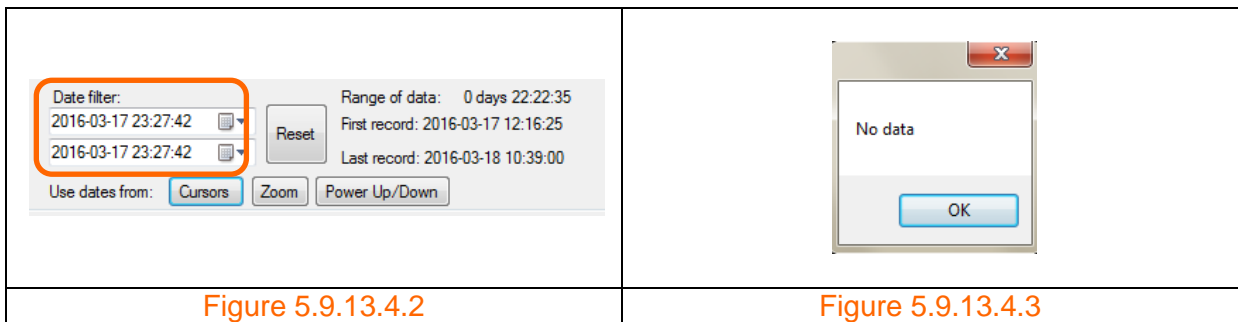 Date filter:
2016-03-17 23:27:42
2016-03-17 23:27:42
Reset
Range of data: 0 days 22:22:35
First record: 2016-03-17 12:16:25
Last record: 2016-03-18 10:39:00
Use dates from: Cursors Zoom Power Up/Down
Figure 5.9.13.4.2
No data
OK
Figure 5.9.13.4.3